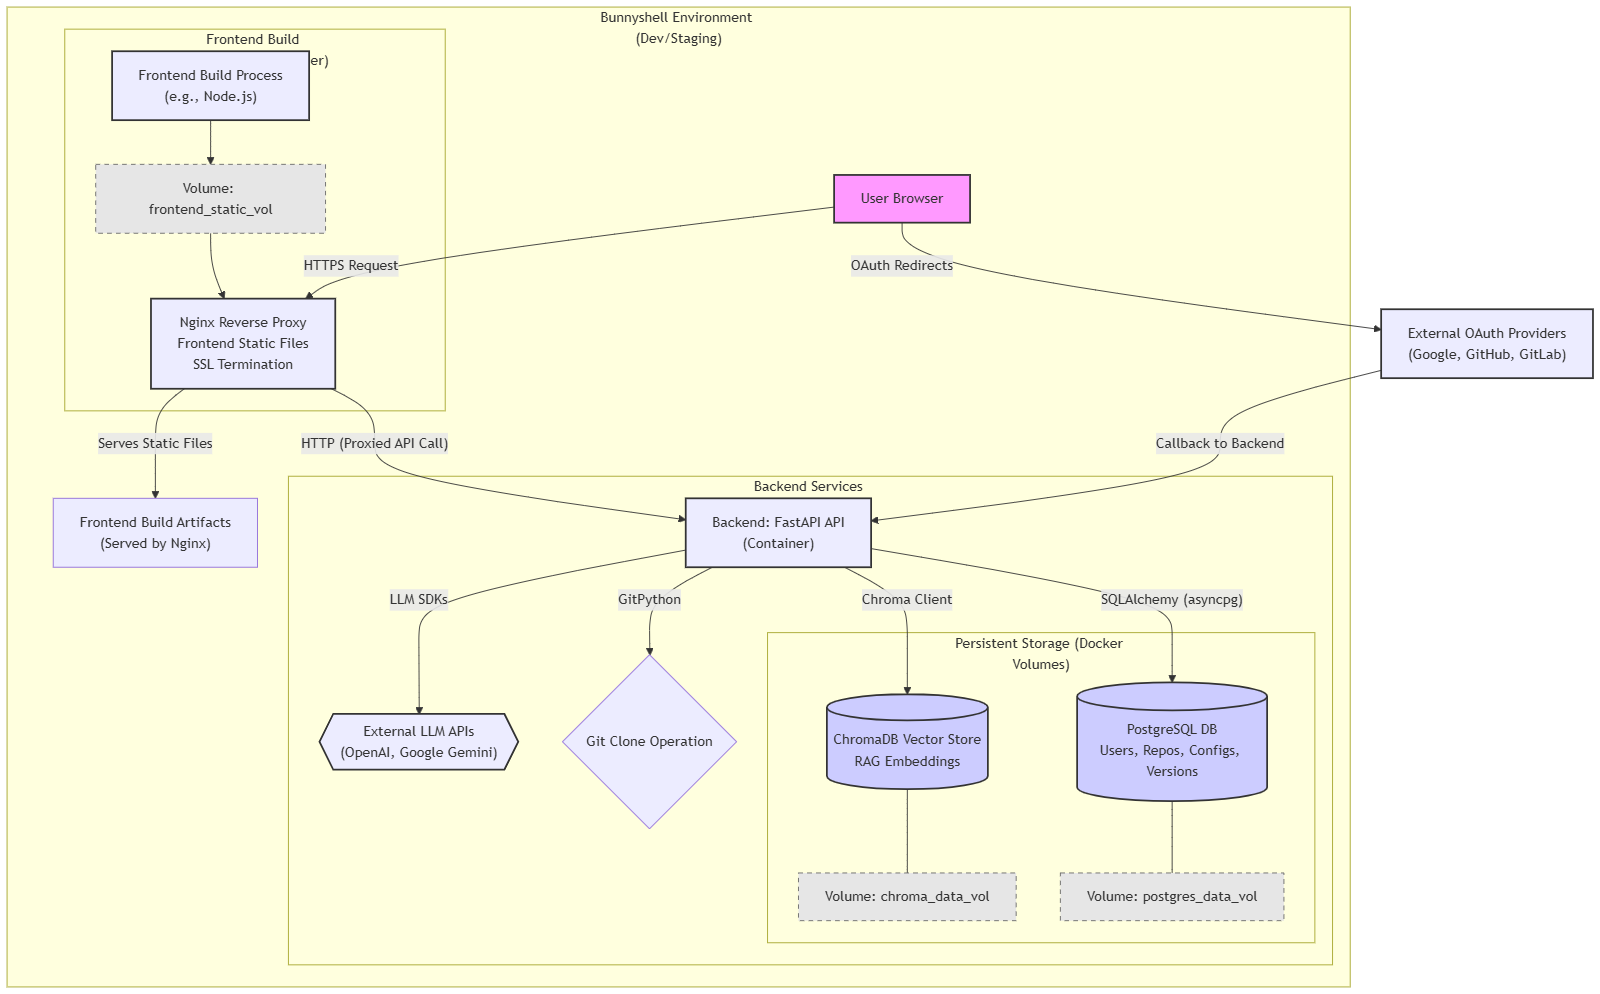 Bunnyshell Environment
(Dev/Staging)
Frontend Build
er)
Frontend Build Process
(e.g., Node.js)
Volume:
frontend_static_vol
User Browser
HTTPS Request
OAuth Redirects
Nginx Reverse Proxy
Frontend Static Files
SSL Termination
External OAuth Providers
(Google, GitHub, GitLab)
Serves Static Files
HTTP (Proxied API Call)
Callback to Backend
Backend Services
Frontend Build Artifacts
(Served by Nginx)
Backend: FastAPI API
(Container)
LLM SDKs
GitPython
Chroma Client
SQLAlchemy (asyncpg)
Persistent Storage (Docker
Volumes)
External LLM APIs
(OpenAI, Google Gemini)
Git Clone Operation
ChromaDB Vector Store
RAG Embeddings
PostgreSQL DB
Users, Repos, Configs,
Versions
Volume: chroma_data_vol
Volume: postgres_data_vol